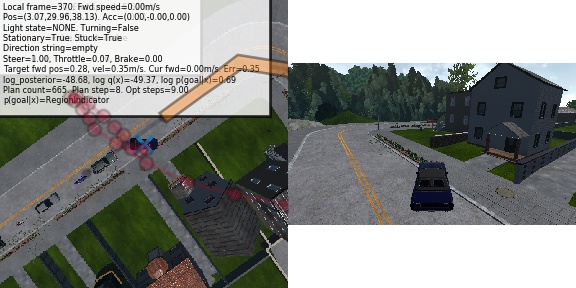 Local frame=370. Fwd speed=0.00m/s
Pos=(3.07,29.96,38.13). Acc=(0.00,-0.00,0.00)
Light state=NONE. Turning=False
Stationary=True. Stuck=True
Direction string=empty
Steer=1.00, Throttle=0.07, Brake=0.00
Target fwd pos=0.28, vel=0.35m/s. Cur fwd=0.00m/s. Err=0.35
log_posterior=-48.68, log q(x)=-49.37, log p(goal|x)=0.69
Plan count=665. Plan step=8. Opt steps=9.00
p(goal|x)=RegionIndicator